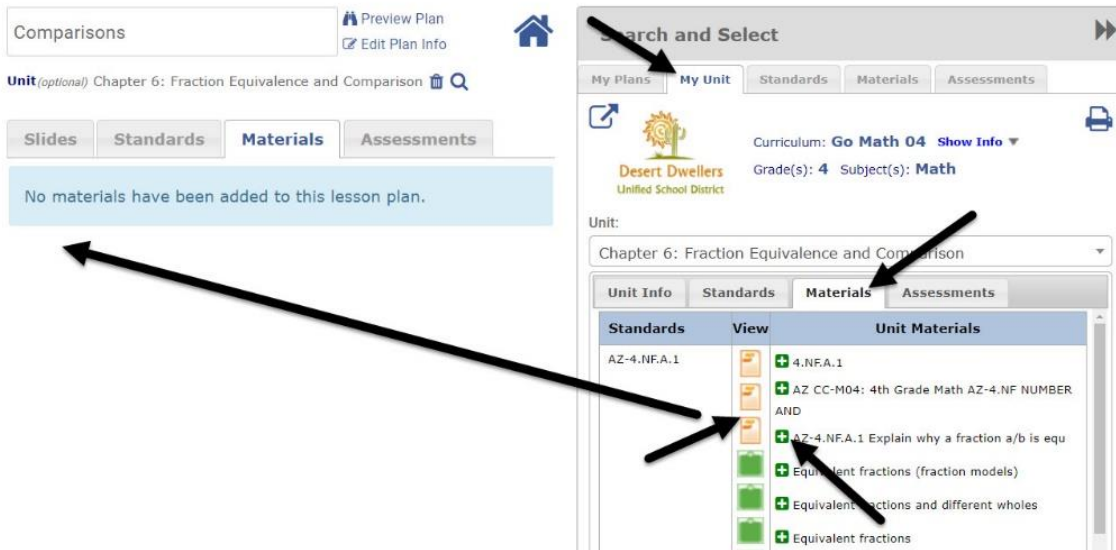 Comparisons
Preview Plan
Edit Plan Info
Unit(optional) Chapter 6: Fraction Equivalence and Comparison
Slides Standards Materials Assessments
No materials have been added to this lesson plan.
Search and Select
My Plans My Unit Standards Materials Assessments
Desert Dwellers
Unified School District
Curriculum: Go Math 04 Show Info
Grade(s): 4 Subject(s): Math
Unit:
Chapter 6: Fraction Equivalence and Comparison
Unit Info Standards Materials Assessments
Standards View Unit Materials
AZ-4.NF.A.1
4.NF.A.1
AZ CC-M04: 4th Grade Math AZ-4.NF NUMBER
AND
AZ-4.NF.A.1 Explain why a fraction a/b is equ
Equivalent fractions (fraction models)
Equivalent fractions and different wholes
Equivalent fractions